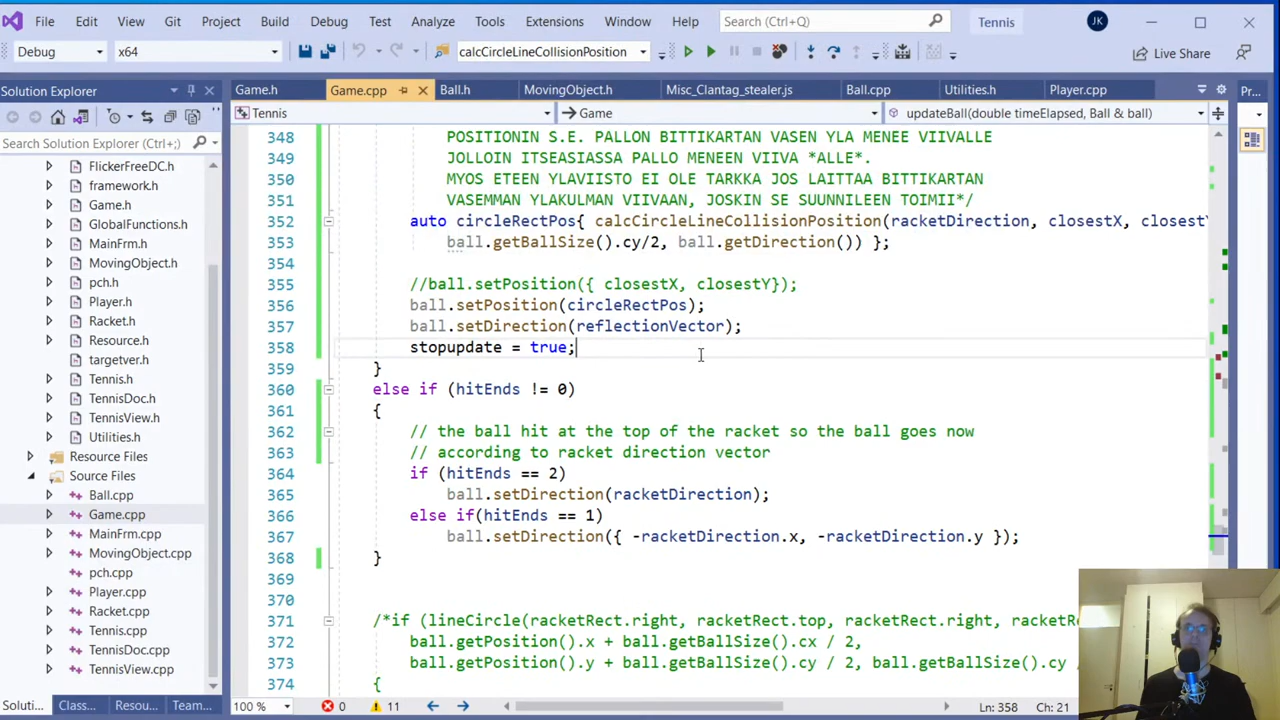 File Edit View Git Project Build Debug Test Analyze Tools Extensions Window Help Search (Ctrl+Q) Tennis JK
Debug x64 calcCircleLineCollisionPosition Live Share
Solution Explorer Game.h Game.cpp Ball.h MovingObject.h Misc_Clantag_stealer.js Ball.cpp Utilities.h Player.cpp Pr...
Tennis Game updateBall(double timeElapsed, Ball & ball)
Search Solution Explorer (Ctrl+;)
FlickerFreeDC.h
framework.h
Game.h
GlobalFunctions.h
MainFrm.h
MovingObject.h
pch.h
Player.h
Racket.h
Resource.h
targetver.h
Tennis.h
TennisDoc.h
TennisView.h
Utilities.h
Resource Files
Source Files
Ball.cpp
Game.cpp
MainFrm.cpp
MovingObject.cpp
pch.cpp
Player.cpp
Racket.cpp
Tennis.cpp
TennisDoc.cpp
TennisView.cpp
Soluti... Class... Resou... Team...
348 POSITIONIN S.E. PALLON BITTIKARTAN VASEN YLA MENEE VIIVALLE
349 JOLLOIN ITSEASIASSA PALLO MENEEN VIIVA *ALLE*.
350 MYOS ETEEN YLAVIISTO EI OLE TARKKA JOS LAITTAA BITTIKARTAN
351 VASEMMAN YLAKULMAN VIIVAAN, JOSKIN SE SUUNNILEEN TOIMII*/
352 auto circleRectPos{ calcCircleLineCollisionPosition(racketDirection, closestX, closestY
353 ball.getBallSize().cy/2, ball.getDirection()) };
354
355 //ball.setPosition({ closestX, closestY});
356 ball.setPosition(circleRectPos);
357 ball.setDirection(reflectionVector);
358 stopupdate = true;
359 }
360 else if (hitEnds != 0)
361 {
362 // the ball hit at the top of the racket so the ball goes now
363 // according to racket direction vector
364 if (hitEnds == 2)
365 ball.setDirection(racketDirection);
366 else if(hitEnds == 1)
367 ball.setDirection({ -racketDirection.x, -racketDirection.y });
368 }
369
370
371 /*if (lineCircle(racketRect.right, racketRect.top, racketRect.right, racketRe
372 ball.getPosition().x + ball.getBallSize().cx / 2,
373 ball.getPosition().y + ball.getBallSize().cy / 2, ball.getBallSize().cy /
374 {
100 % 0 11 Ln: 358 Ch: 21